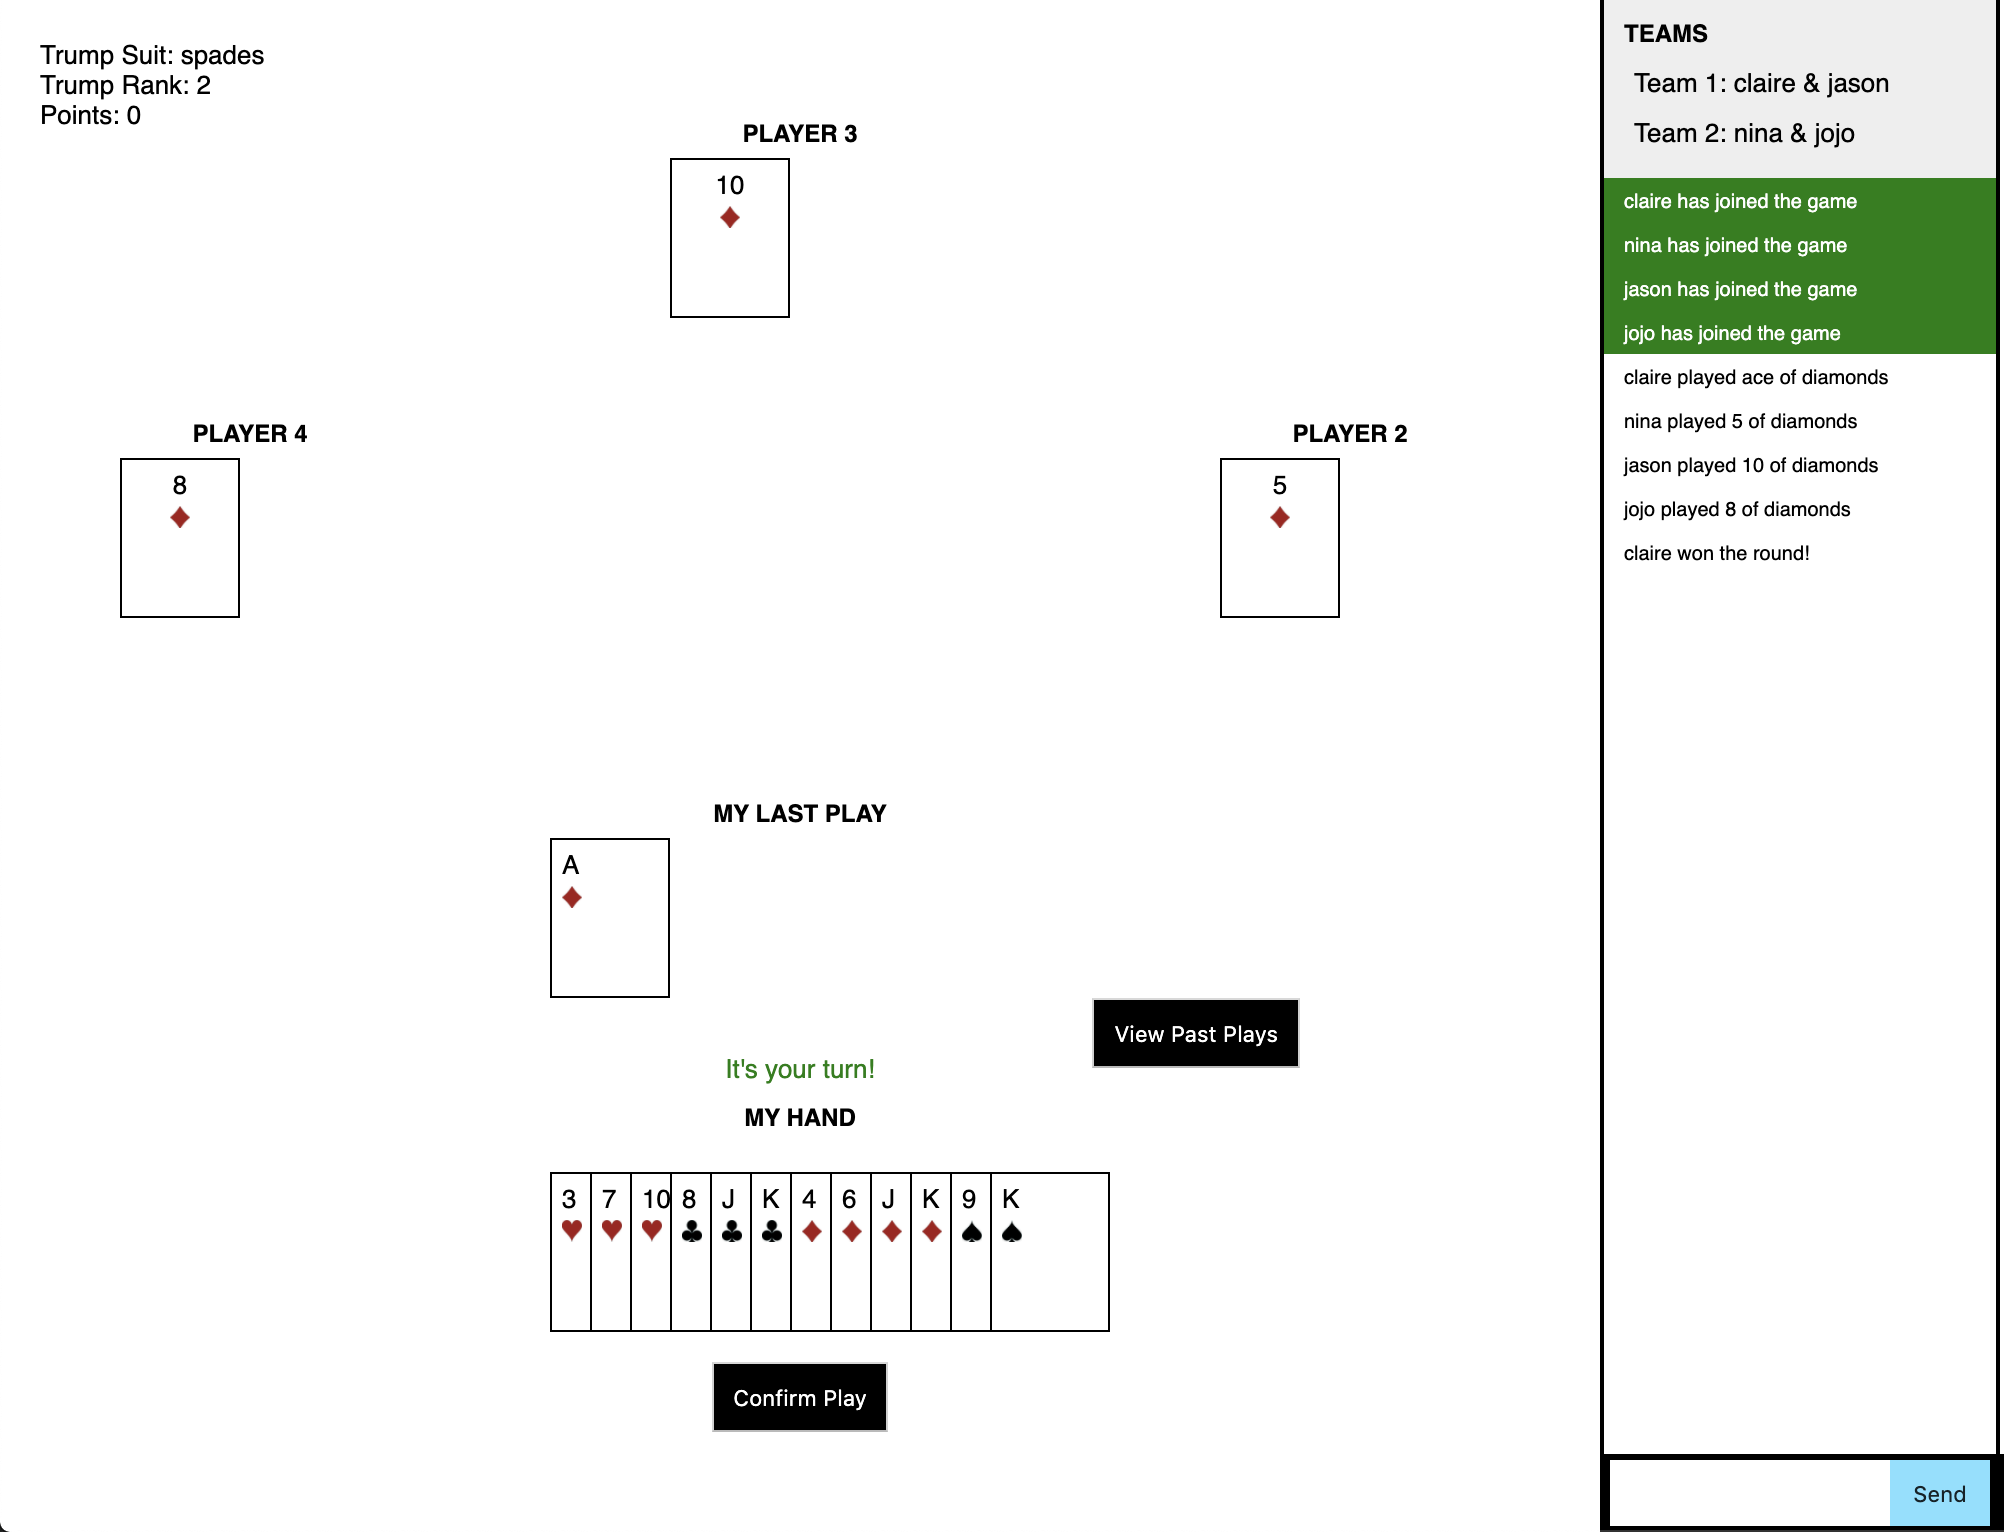 Trump Suit: spades
Trump Rank: 2
Points: 0
PLAYER 3
10
♦
PLAYER 4
8
♦
PLAYER 2
5
♦
MY LAST PLAY
A
♦
View Past Plays
It's your turn!
MY HAND
3 7 10 8 J K 4 6 J K 9 K
♥ ♥ ♥ ♣ ♣ ♣ ♦ ♦ ♦ ♦ ♠ ♠
Confirm Play
TEAMS
Team 1: claire & jason
Team 2: nina & jojo
claire has joined the game
nina has joined the game
jason has joined the game
jojo has joined the game
claire played ace of diamonds
nina played 5 of diamonds
jason played 10 of diamonds
jojo played 8 of diamonds
claire won the round!
Send